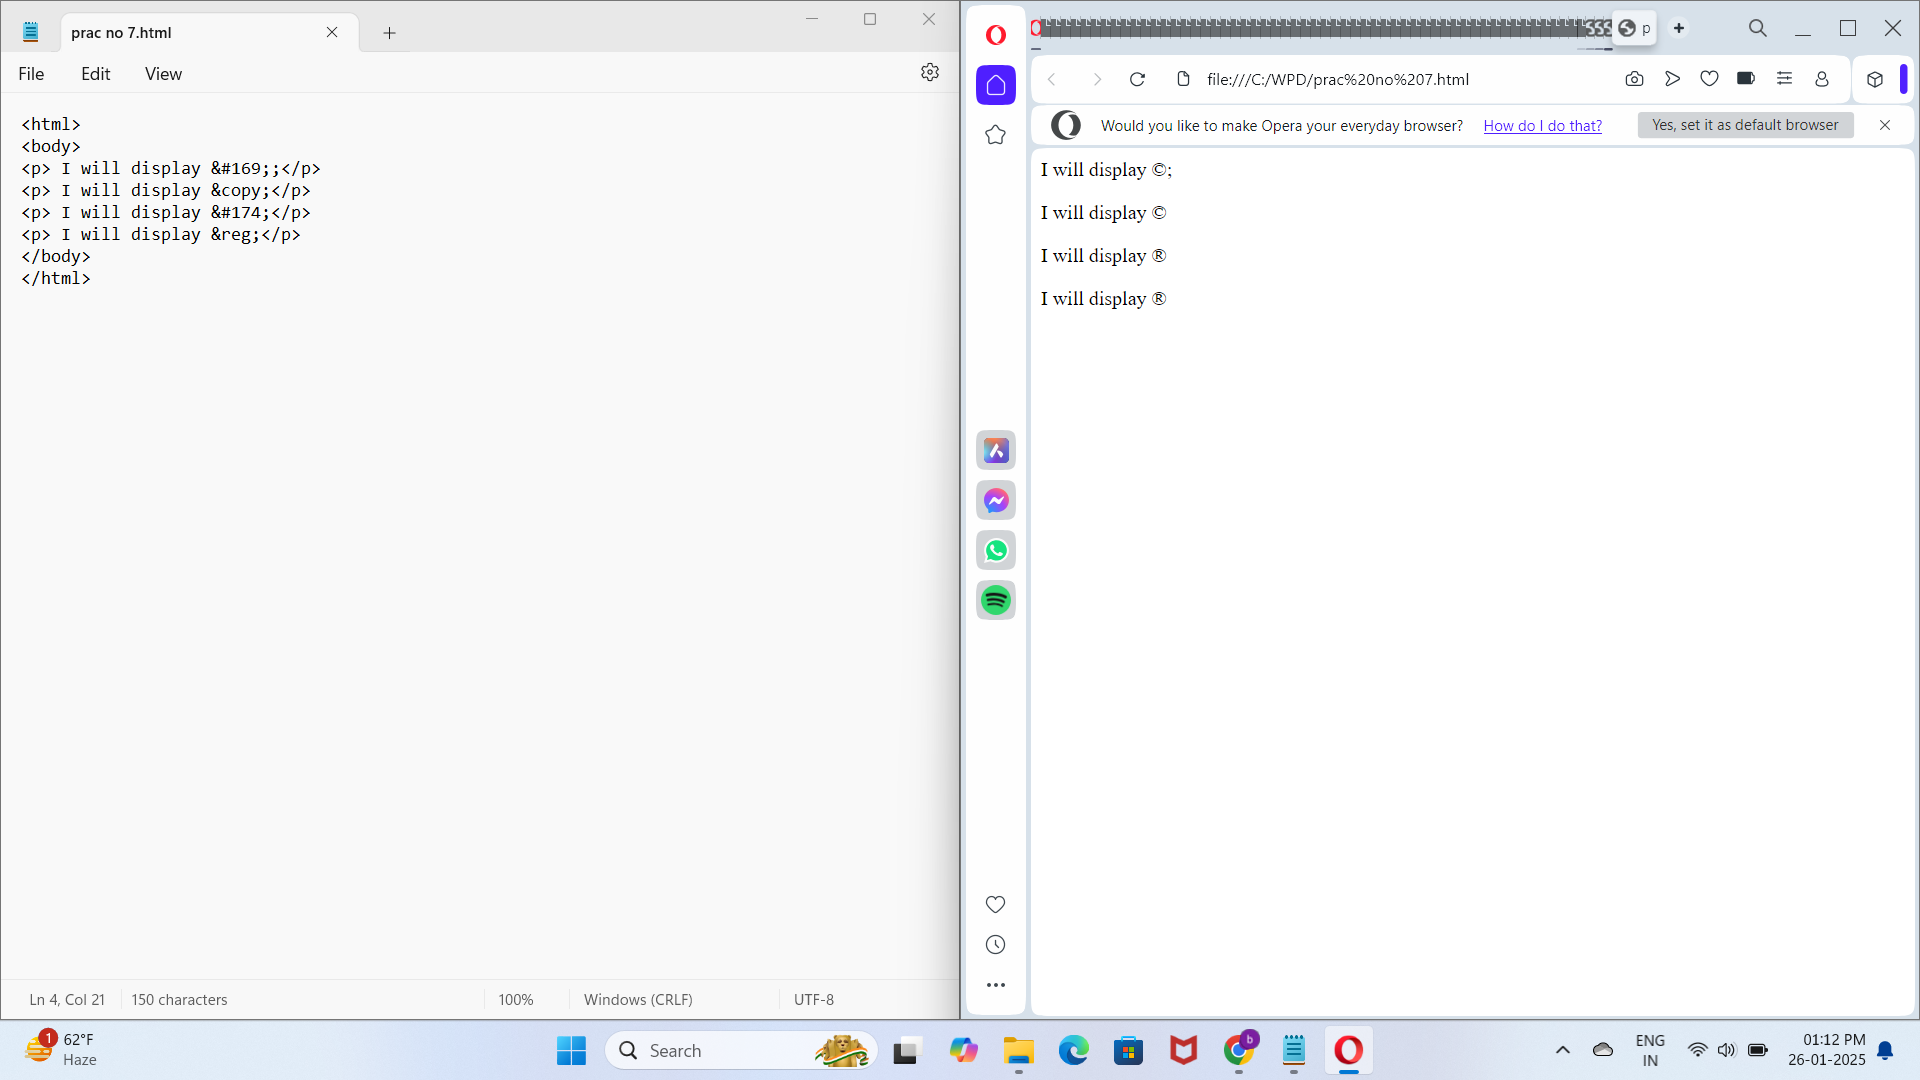 prac no 7.html
File Edit View
<html>
<body>
<p> I will display &#169;;</p>
<p> I will display &copy;</p>
<p> I will display &#174;</p>
<p> I will display &reg;</p>
</body>
</html>
Ln 4, Col 21 150 characters 100% Windows (CRLF) UTF-8
p
file:///C:/WPD/prac%20no%207.html
Would you like to make Opera your everyday browser? How do I do that? Yes, set it as default browser
I will display ©;
I will display ©
I will display ®
I will display ®
1
62°F
Haze
Search
b
ENG
IN
01:12 PM
26-01-2025